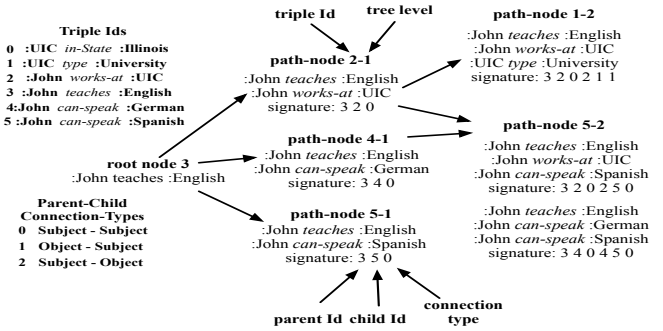 Triple Ids
0 :UIC in-State :Illinois
1 :UIC type :University
2 :John works-at :UIC
3 :John teaches :English
4:John can-speak :German
5 :John can-speak :Spanish
Parent-Child
Connection-Types
0 Subject - Subject
1 Object - Subject
2 Subject - Object
root node 3
:John teaches :English
triple Id
tree level
path-node 2-1
:John teaches :English
:John works-at :UIC
signature: 3 2 0
path-node 4-1
:John teaches :English
:John can-speak :German
signature: 3 4 0
path-node 5-1
:John teaches :English
:John can-speak :Spanish
signature: 3 5 0
parent Id
child Id
connection
type
path-node 1-2
:John teaches :English
:John works-at :UIC
:UIC type :University
signature: 3 2 0 2 1 1
path-node 5-2
:John teaches :English
:John works-at :UIC
:John can-speak :Spanish
signature: 3 2 0 2 5 0
:John teaches :English
:John can-speak :German
:John can-speak :Spanish
signature: 3 4 0 4 5 0